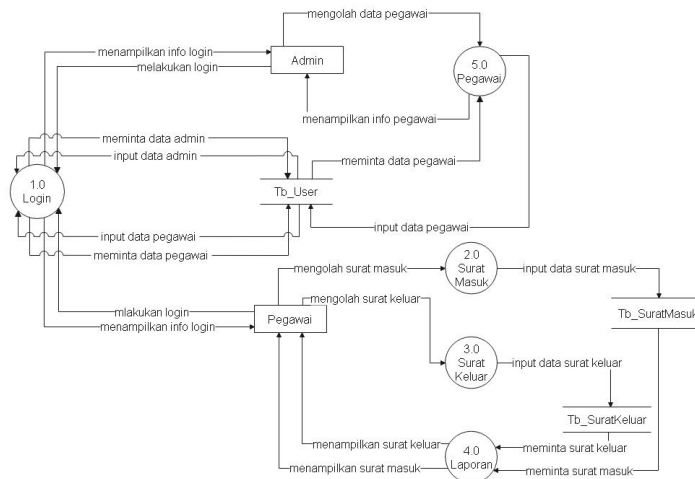 mengolah data pegawai
menampilkan info login
Admin
melakukan login
5.0
Pegawai
menampilkan info pegawai
meminta data admin
input data admin
meminta data pegawai
1.0
Login
Tb_User
input data pegawai
input data pegawai
meminta data pegawai
mengolah surat masuk
2.0
Surat
Masuk
input data surat masuk
mengolah surat keluar
mlakukan login
Pegawai
menampilkan info login
Tb_SuratMasuk
3.0
Surat
Keluar
input data surat keluar
Tb_SuratKeluar
menampilkan surat keluar
4.0
Laporan
meminta surat keluar
menampilkan surat masuk
meminta surat masuk